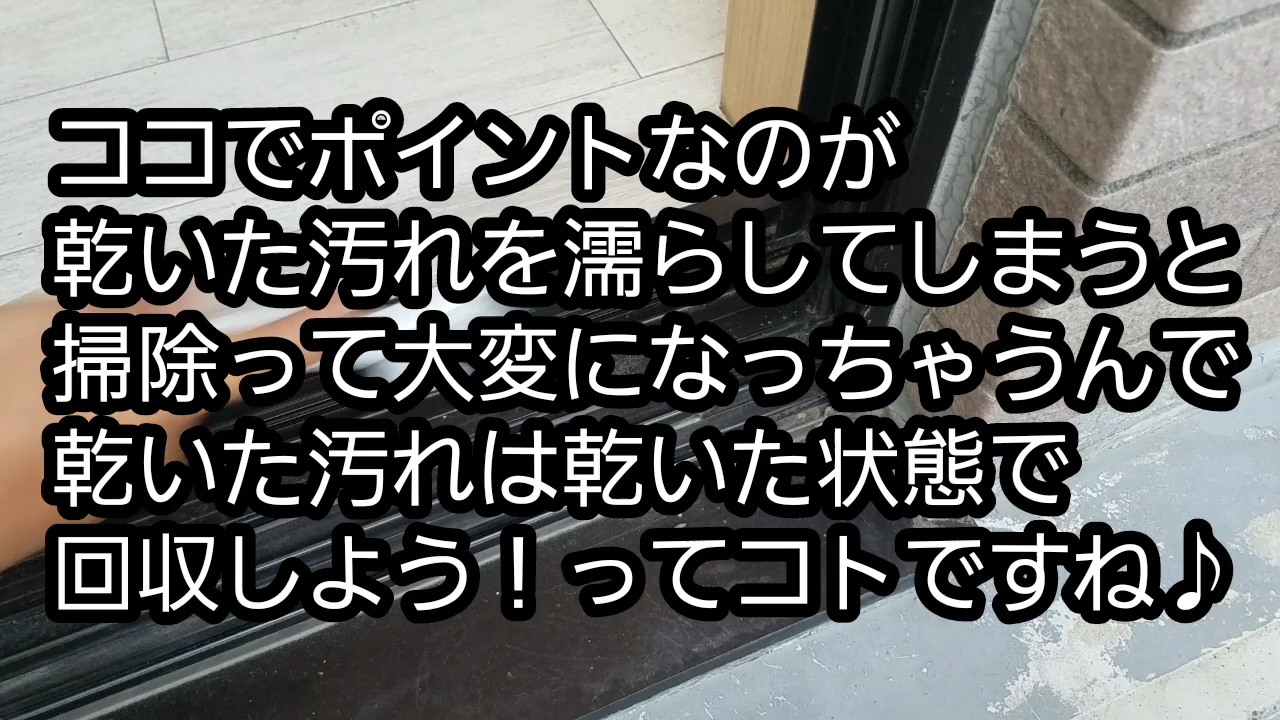 ココでポイントなのが
乾いた汚れを濡らしてしまうと
掃除って大変になっちゃうんで
乾いた汚れは乾いた状態で
回収しよう！ってコトですね♪